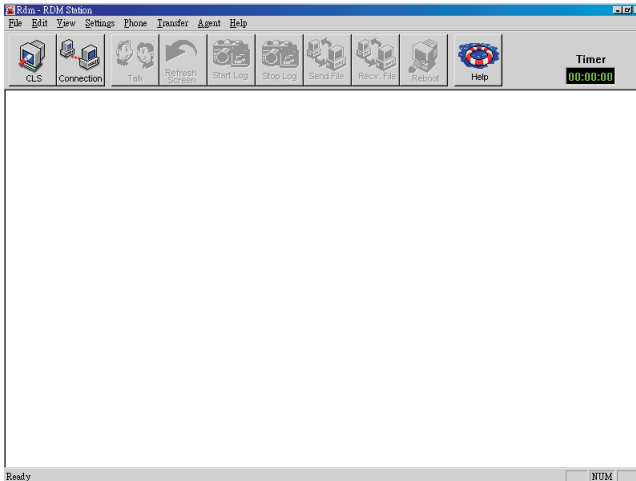 Rdm - RDM Station
File Edit View Settings Phone Transfer Agent Help
CLS Connection Talk Refresh Screen Start Log Stop Log Send File Recv. File Reboot Help
Timer
00:00:00
Ready NUM